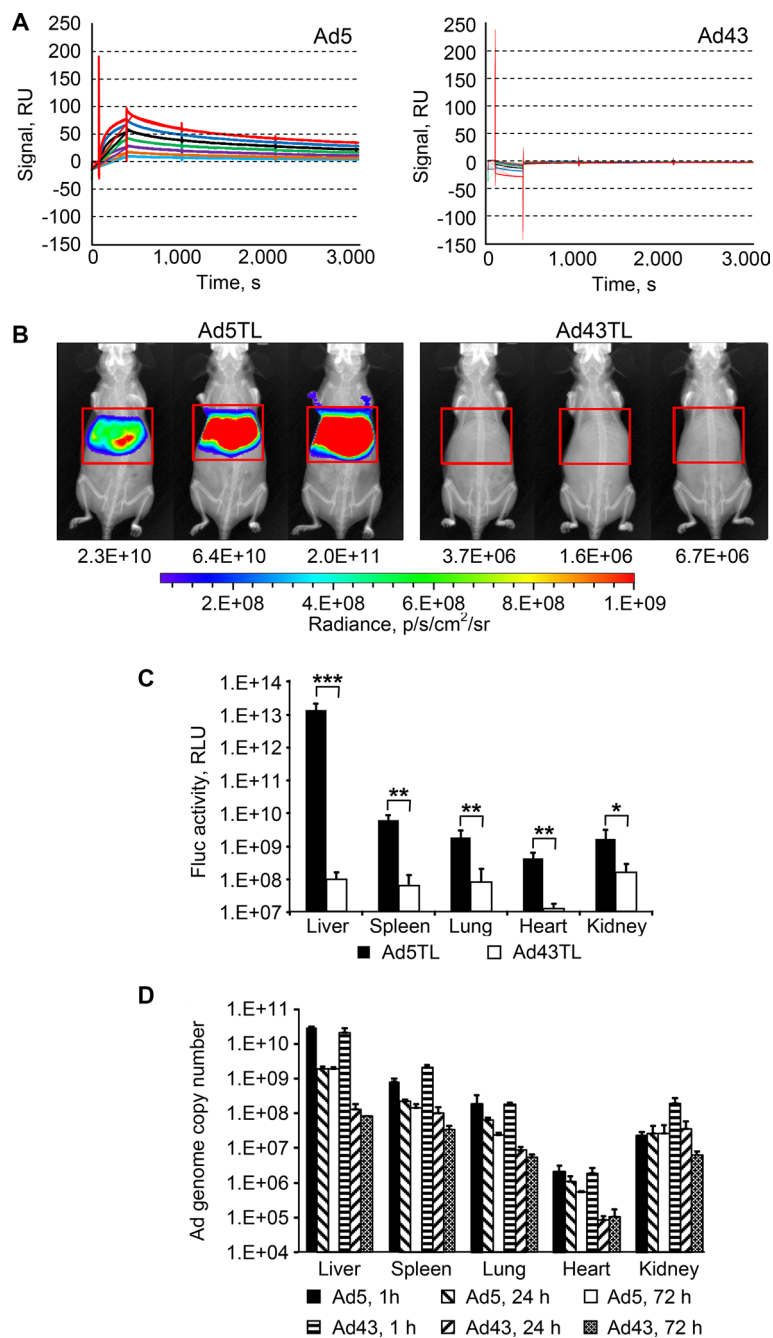 A
Ad5
Ad43
Signal, RU
250
200
150
100
50
0
-50
-100
-150
0
1,000
2,000
3,000
Time, s
Signal, RU
250
200
150
100
50
0
-50
-100
-150
0
1,000
2,000
3,000
Time, s
B
Ad5TL
Ad43TL
2.3E+10
6.4E+10
2.0E+11
3.7E+06
1.6E+06
6.7E+06
2.E+08
4.E+08
6.E+08
8.E+08
1.E+09
Radiance, p/s/cm²/sr
C
Fluc activity, RLU
1.E+14
1.E+13
1.E+12
1.E+11
1.E+10
1.E+09
1.E+08
1.E+07
***
**
**
**
*
Liver
Spleen
Lung
Heart
Kidney
Ad5TL
Ad43TL
D
Ad genome copy number
1.E+11
1.E+10
1.E+09
1.E+08
1.E+07
1.E+06
1.E+05
1.E+04
Liver
Spleen
Lung
Heart
Kidney
Ad5, 1h
Ad5, 24 h
Ad5, 72 h
Ad43, 1 h
Ad43, 24 h
Ad43, 72 h